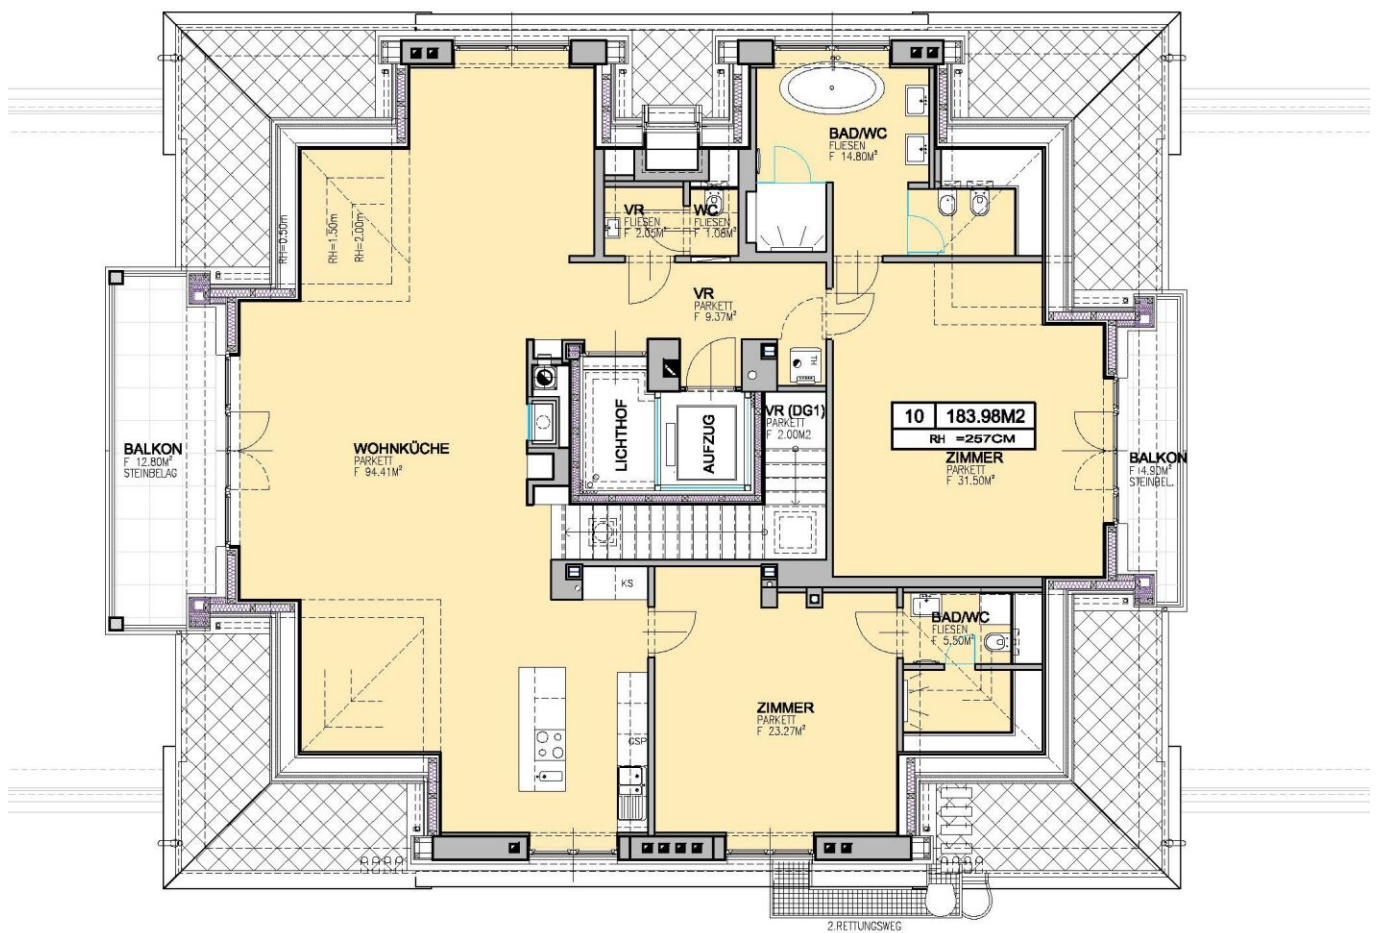 BAD/WC
FLIESEN
F 14.80M²
VR
FLIESEN
F 2.05M²
WC
FLIESEN
F 1.08M²
RH=0.50m
RH=1.50m
RH=2.00m
VR
PARKETT
F 9.37M²
TH
LICHTHOF
AUFZUG
VR (DG1)
PARKETT
F 2.00M2
10 183.98M2
RH =257CM
ZIMMER
PARKETT
F 31.50M²
BALKON
F 12.80M²
STEINBELAG
WOHNKÜCHE
PARKETT
F 94.41M²
BALKON
F 4.90M²
STEINBEL.
KS
BAD/WC
FLIESEN
F 5.50M²
ZIMMER
PARKETT
F 23.27M²
GSP
2.RETTUNGSWEG